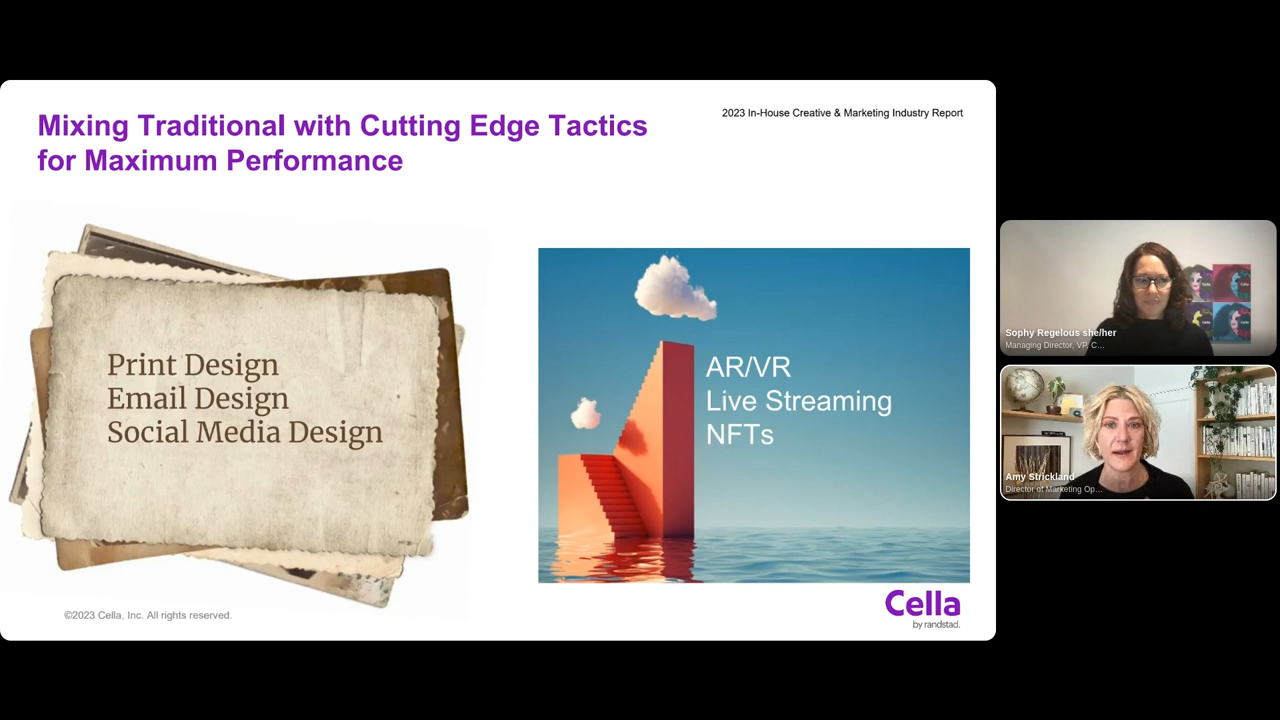 Mixing Traditional with Cutting Edge Tactics
for Maximum Performance
2023 In-House Creative & Marketing Industry Report
Print Design
Email Design
Social Media Design
AR/VR
Live Streaming
NFTs
©2023 Cella, Inc. All rights reserved.
Cella
by randstad.
Sophy Regelous she/her
Managing Director, VP, C...
Amy Strickland
Director of Marketing Op...